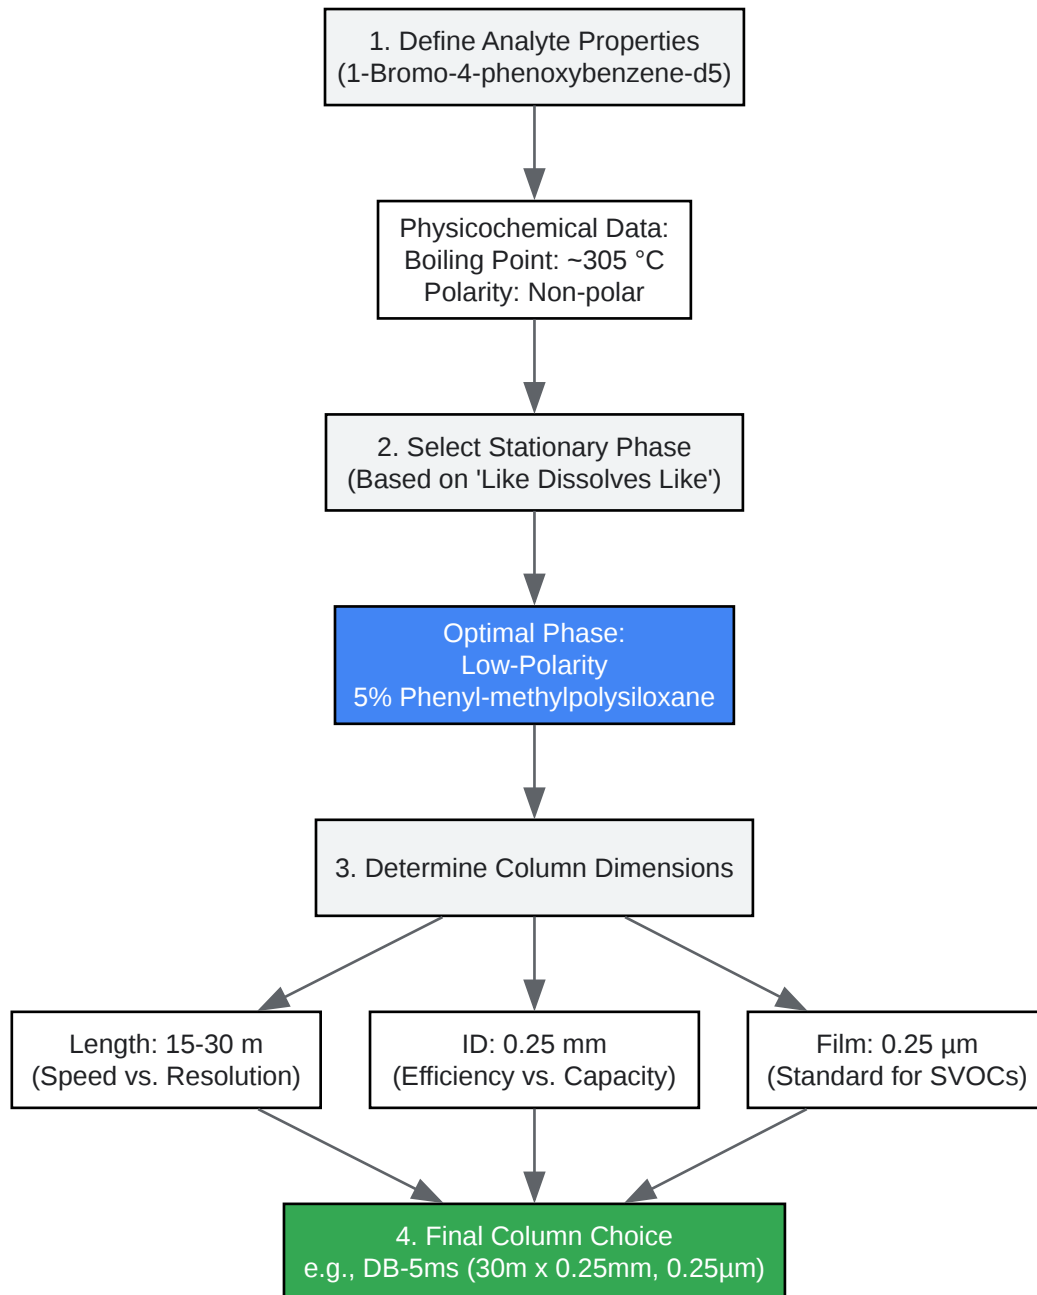 1. Define Analyte Properties
(1-Bromo-4-phenoxybenzene-d5)
Physicochemical Data:
Boiling Point: ~305 °C
Polarity: Non-polar
2. Select Stationary Phase
(Based on 'Like Dissolves Like')
Optimal Phase:
Low-Polarity
5% Phenyl-methylpolysiloxane
3. Determine Column Dimensions
Length: 15-30 m
(Speed vs. Resolution)
ID: 0.25 mm
(Efficiency vs. Capacity)
Film: 0.25 µm
(Standard for SVOCs)
4. Final Column Choice
e.g., DB-5ms (30m x 0.25mm, 0.25µm)